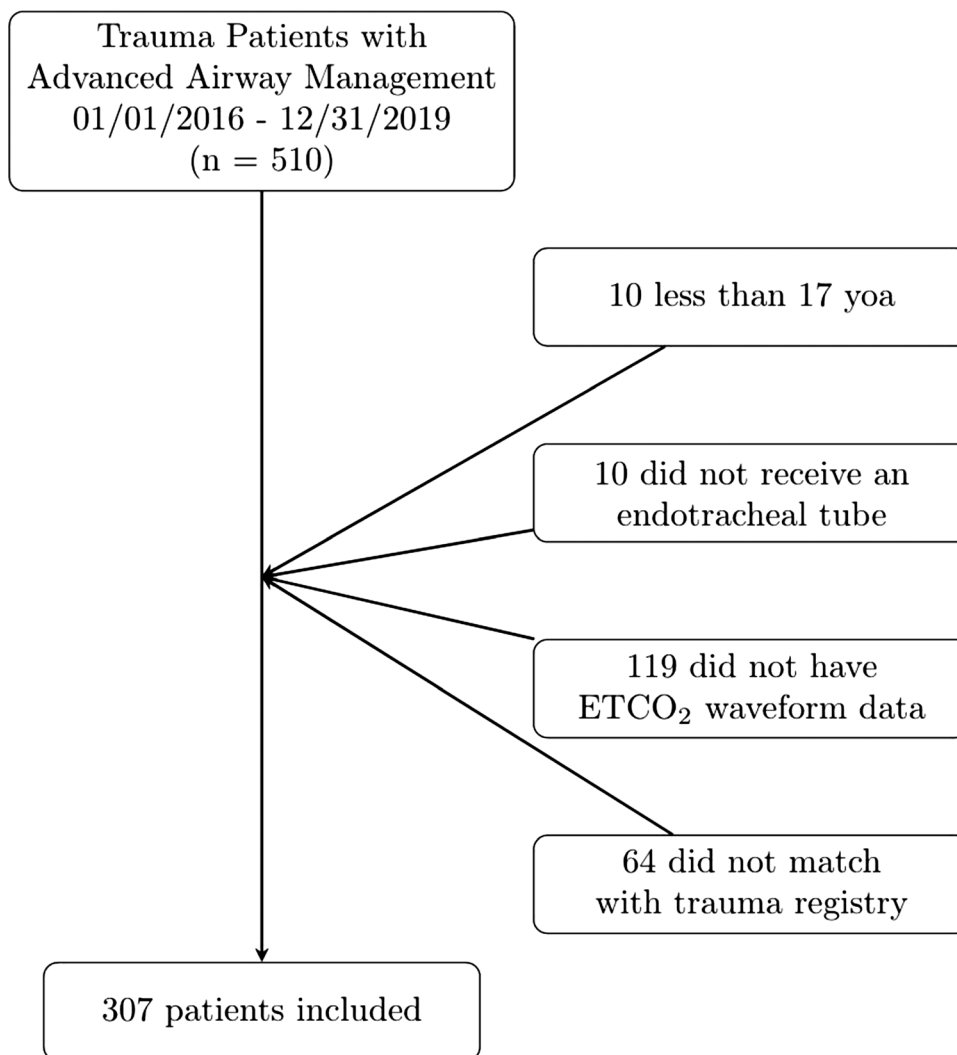 Trauma Patients with
Advanced Airway Management
01/01/2016 - 12/31/2019
(n = 510)
10 less than 17 yoa
10 did not receive an
endotracheal tube
119 did not have
ETCO₂ waveform data
64 did not match
with trauma registry
307 patients included